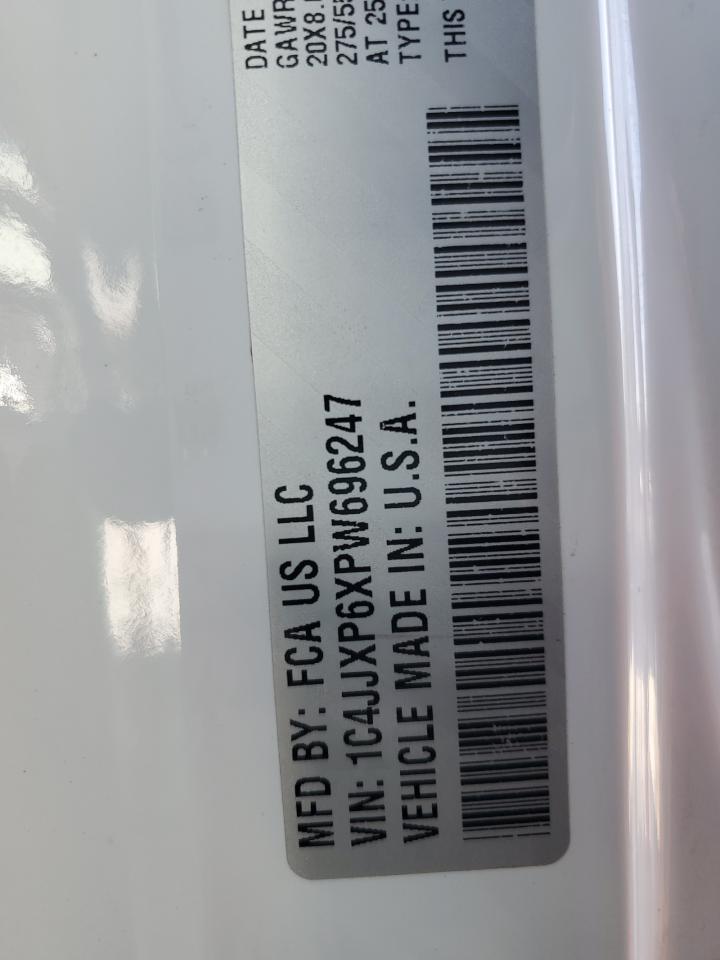 MFD BY: FCA US LLC
VIN: 1C4JJXP6XPW696247
VEHICLE MADE IN: U.S.A.
DATE
GAWR
20X8.
275/55
AT 25
TYPE:
THIS